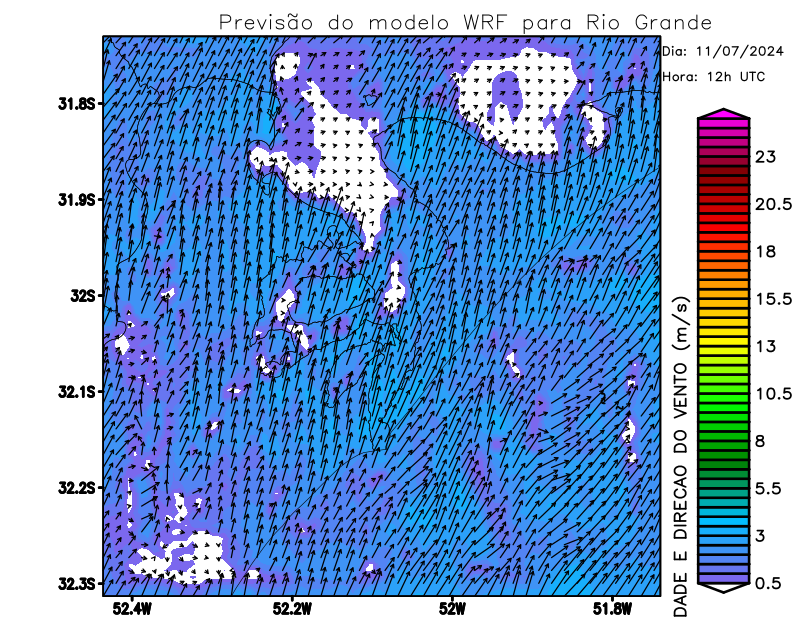 Previsão do modelo WRF para Rio Grande
Dia: 11/07/2024
Hora: 12h UTC
31.8S
31.9S
32S
32.1S
32.2S
32.3S
52.4W
52.2W
52W
51.8W
23
20.5
18
15.5
13
10.5
8
5.5
3
0.5
DADE E DIRECAO DO VENTO (m/s)